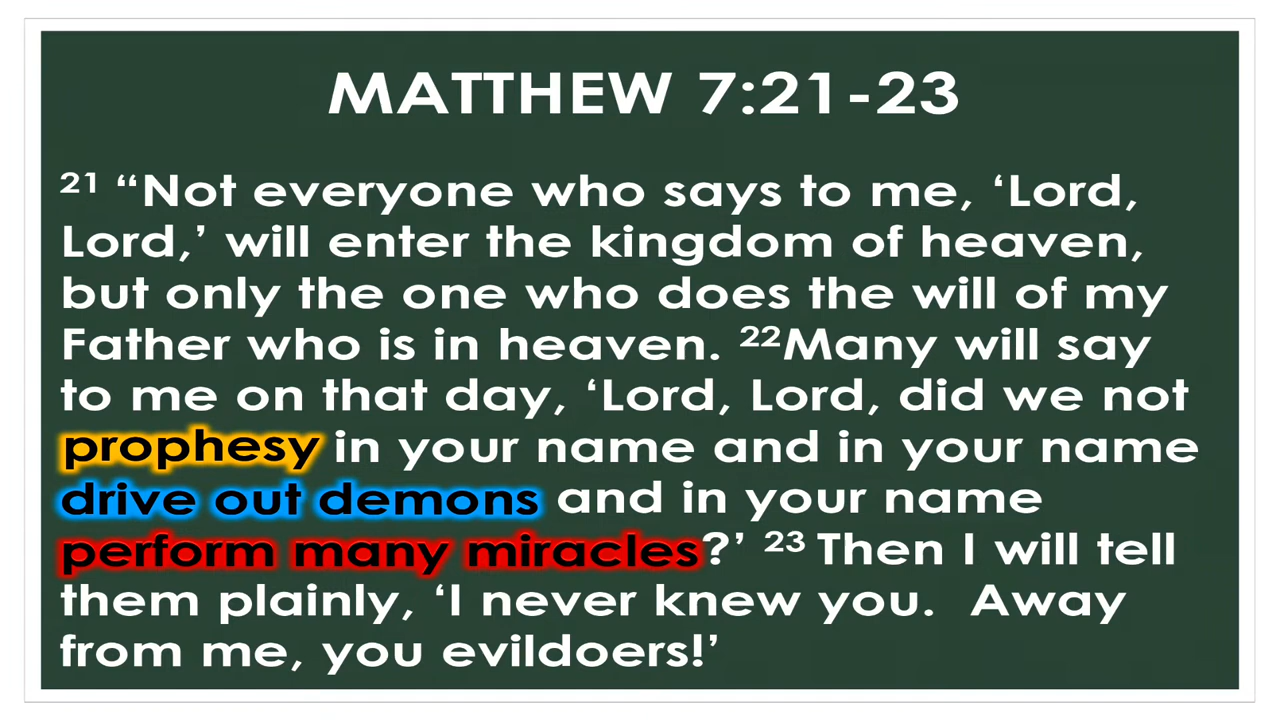 MATTHEW 7:21-23
21 “Not everyone who says to me, ‘Lord,
Lord,’ will enter the kingdom of heaven,
but only the one who does the will of my
Father who is in heaven. 22Many will say
to me on that day, ‘Lord, Lord, did we not
prophesy in your name and in your name
drive out demons and in your name
perform many miracles?’ 23 Then I will tell
them plainly, ‘I never knew you.  Away
from me, you evildoers!’